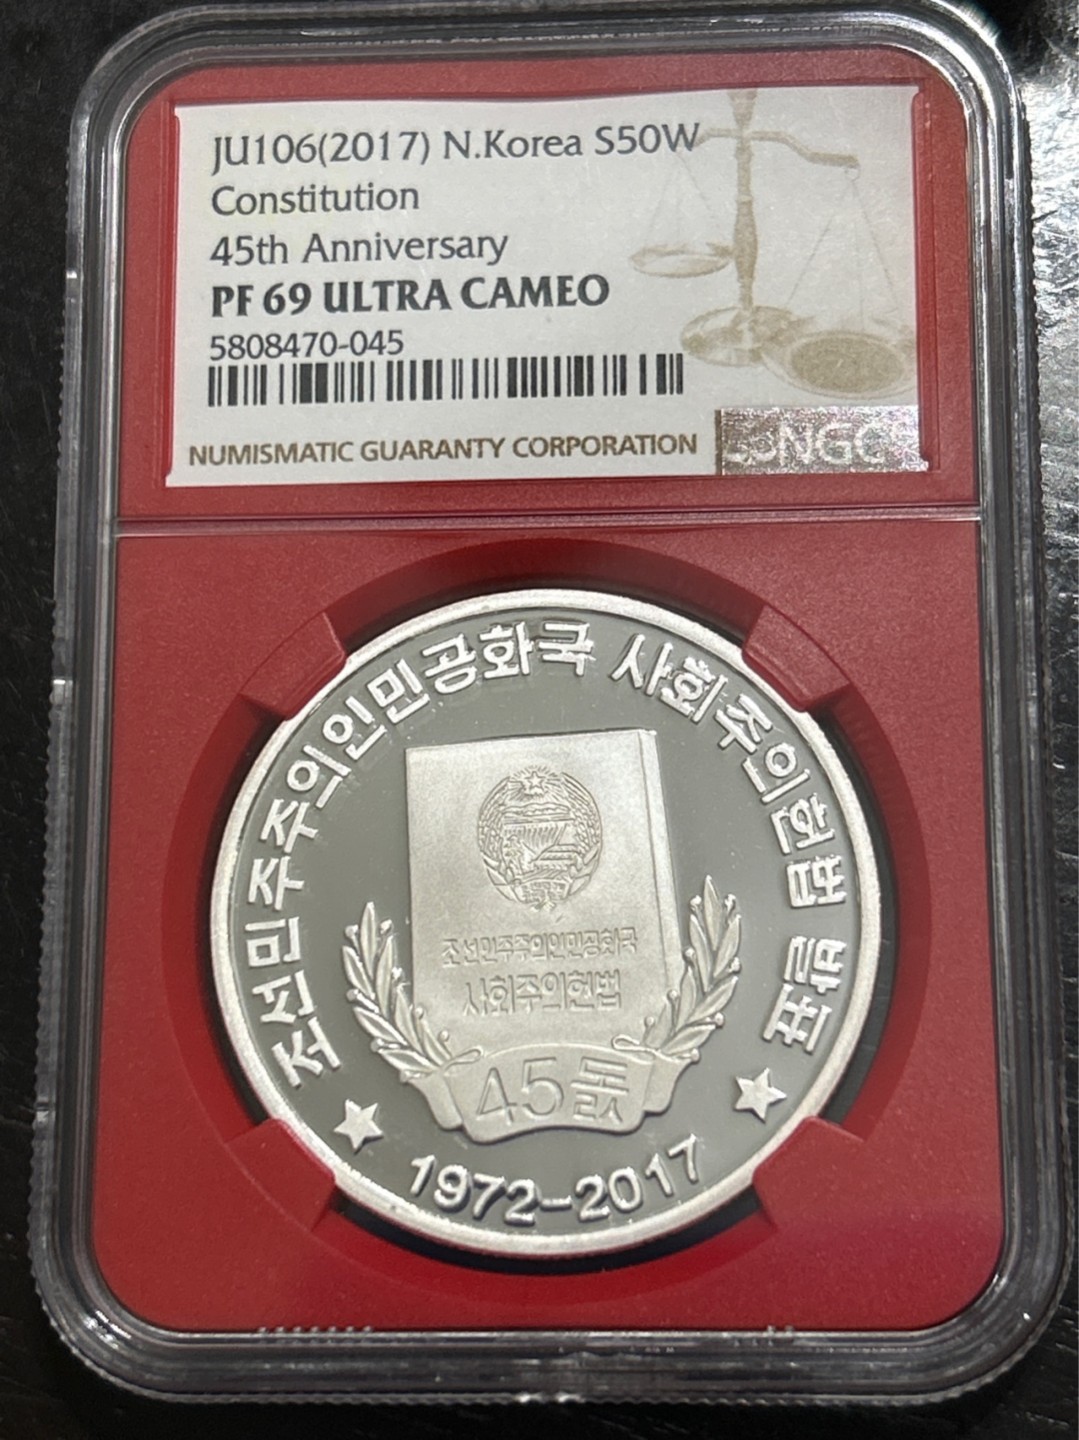 JU106(2017) N.Korea S50W
Constitution
45th Anniversary
PF 69 ULTRA CAMEO
5808470-045
NUMISMATIC GUARANTY CORPORATION
NGC
조선민주주의인민공화국 사회주의헌법 발표
조선민주주의인민공화국
사회주의헌법
45돐
1972-2017